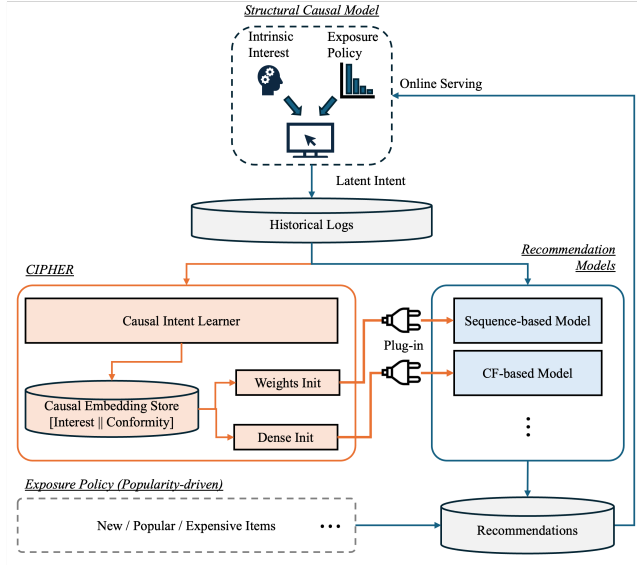 Structural Causal Model
Intrinsic
Interest
Exposure
Policy
Online Serving
Latent Intent
Historical Logs
CIPHER
Recommendation
Models
Causal Intent Learner
Sequence-based Model
Plug-in
Weights Init
CF-based Model
Causal Embedding Store
[Interest || Conformity]
Dense Init
⋮
Exposure Policy (Popularity-driven)
New / Popular / Expensive Items ···
Recommendations